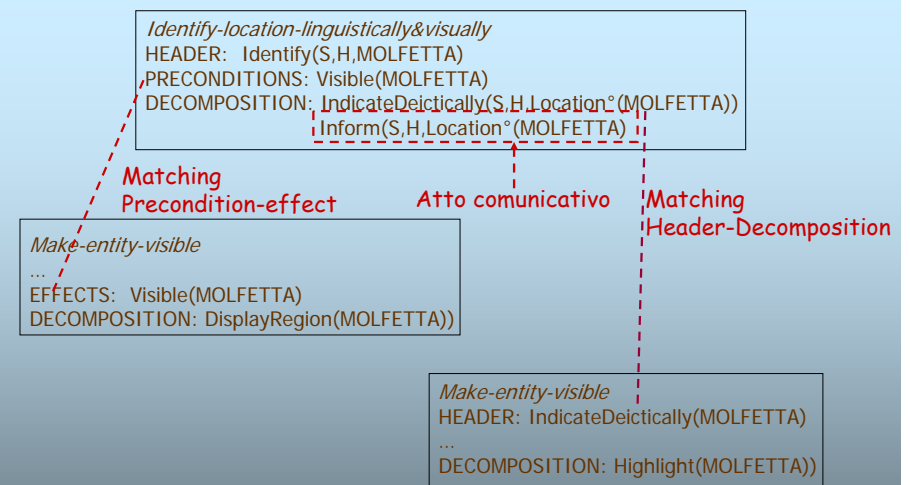 Identify-location-linguistically&visually
HEADER: Identify(S,H,MOLFETTA)
PRECONDITIONS: Visible(MOLFETTA)
DECOMPOSITION: IndicateDeictically(S,H,Location°(MOLFETTA))
Inform(S,H,Location°(MOLFETTA)
Matching
Precondition-effect
Atto comunicativo
Matching
Header-Decomposition
Make-entity-visible
...
EFFECTS: Visible(MOLFETTA)
DECOMPOSITION: DisplayRegion(MOLFETTA))
Make-entity-visible
HEADER: IndicateDeictically(MOLFETTA)
...
DECOMPOSITION: Highlight(MOLFETTA))